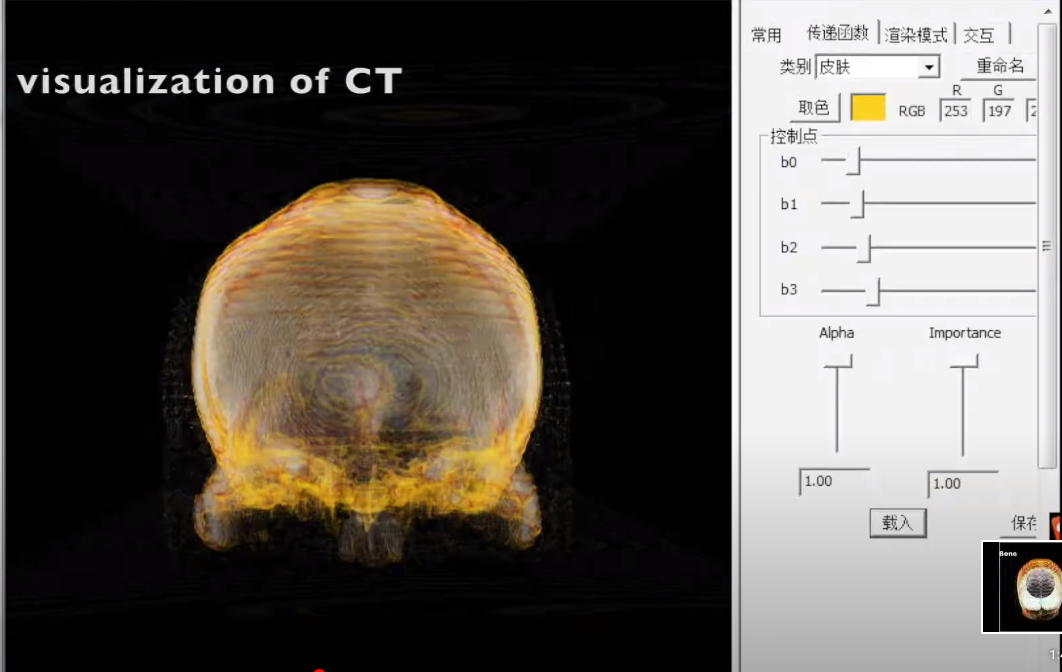 visualization of CT
常用 传递函数 渲染模式 交互
类别 皮肤 重命名
R G
取色 RGB 253 197
控制点
b0
b1
b2
b3
Alpha Importance
1.00 1.00
载入 保存
Bone